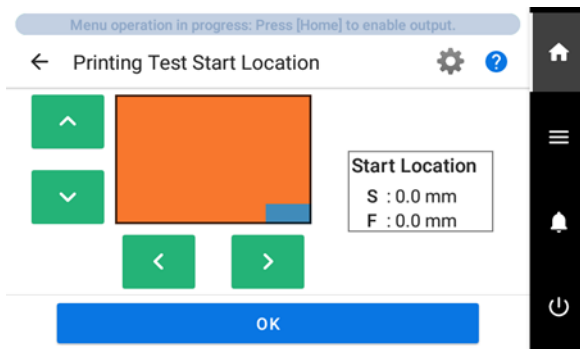 Menu operation in progress: Press [Home] to enable output.
Printing Test Start Location
?
Start Location
S : 0.0 mm
F : 0.0 mm
OK